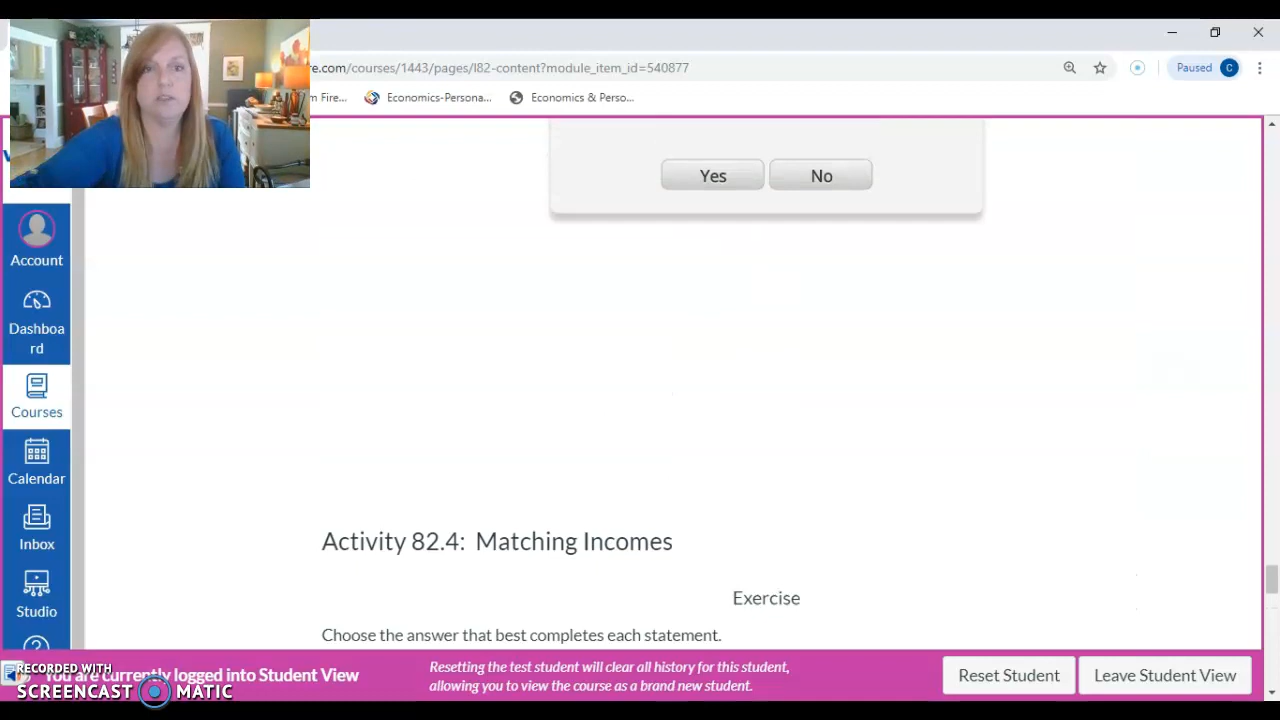 re.com/courses/1443/pages/l82-content?module_item_id=540877
Paused
C
m Fire...
Economics-Persona...
Economics & Perso...
Yes
No
Account
Dashboa
rd
Courses
Calendar
Inbox
Studio
Activity 82.4: Matching Incomes
Exercise
Choose the answer that best completes each statement.
You are currently logged into Student View
Resetting the test student will clear all history for this student,
allowing you to view the course as a brand new student.
Reset Student
Leave Student View
RECORDED WITH
SCREENCAST MATIC